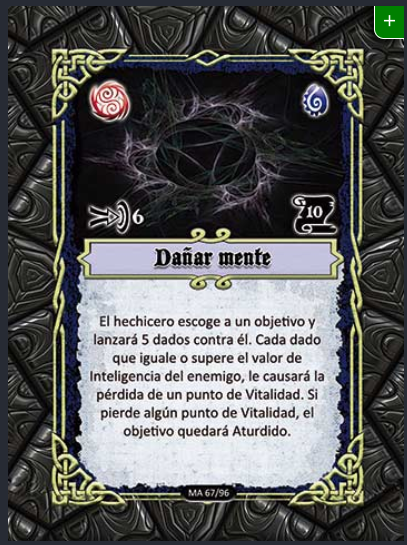 6
10
Dañar mente
El hechicero escoge a un objetivo y
lanzará 5 dados contra él. Cada dado
que iguale o supere el valor de
Inteligencia del enemigo, le causará la
pérdida de un punto de Vitalidad. Si
pierde algún punto de Vitalidad, el
objetivo quedará Aturdido.
MA 67/96